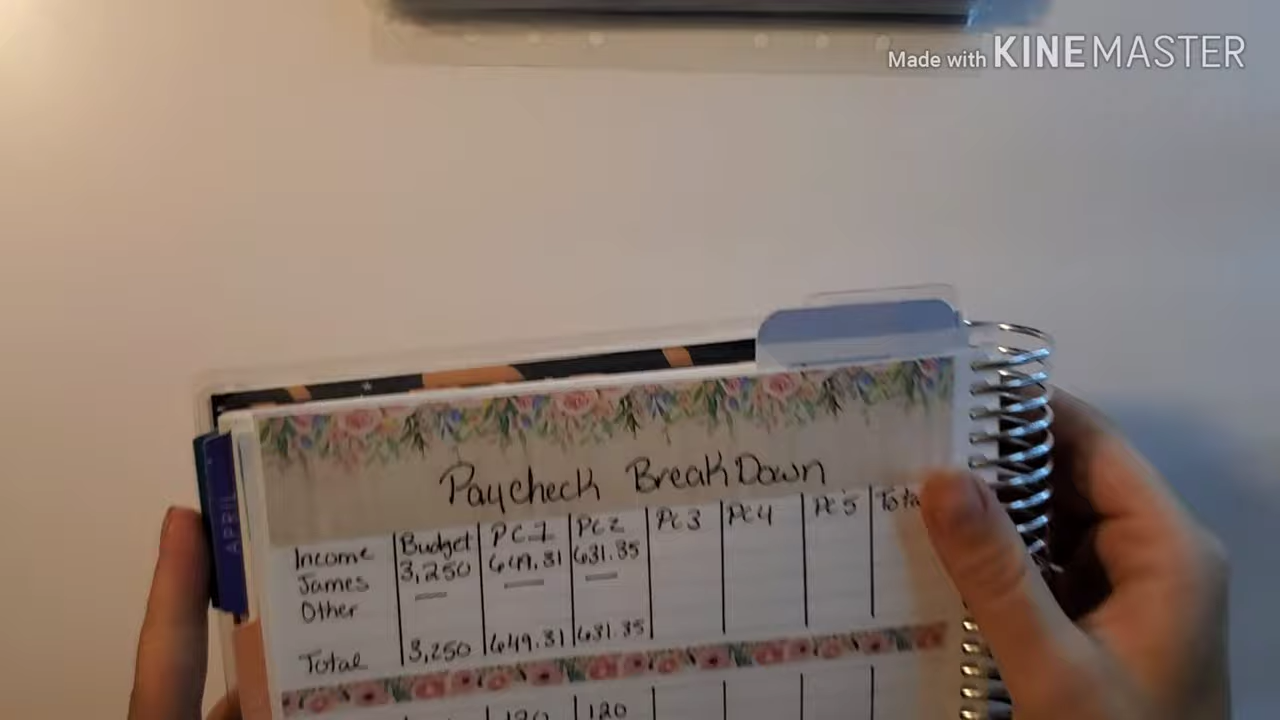 Made with KINEMASTER
APRIL
Paycheck BreakDown
Budget PC 1 PC 2 PC 3 PC 4 PC 5
Income
James 3,250 649.31 631.35
Other
Total 3,250 649.31 631.35
120 120